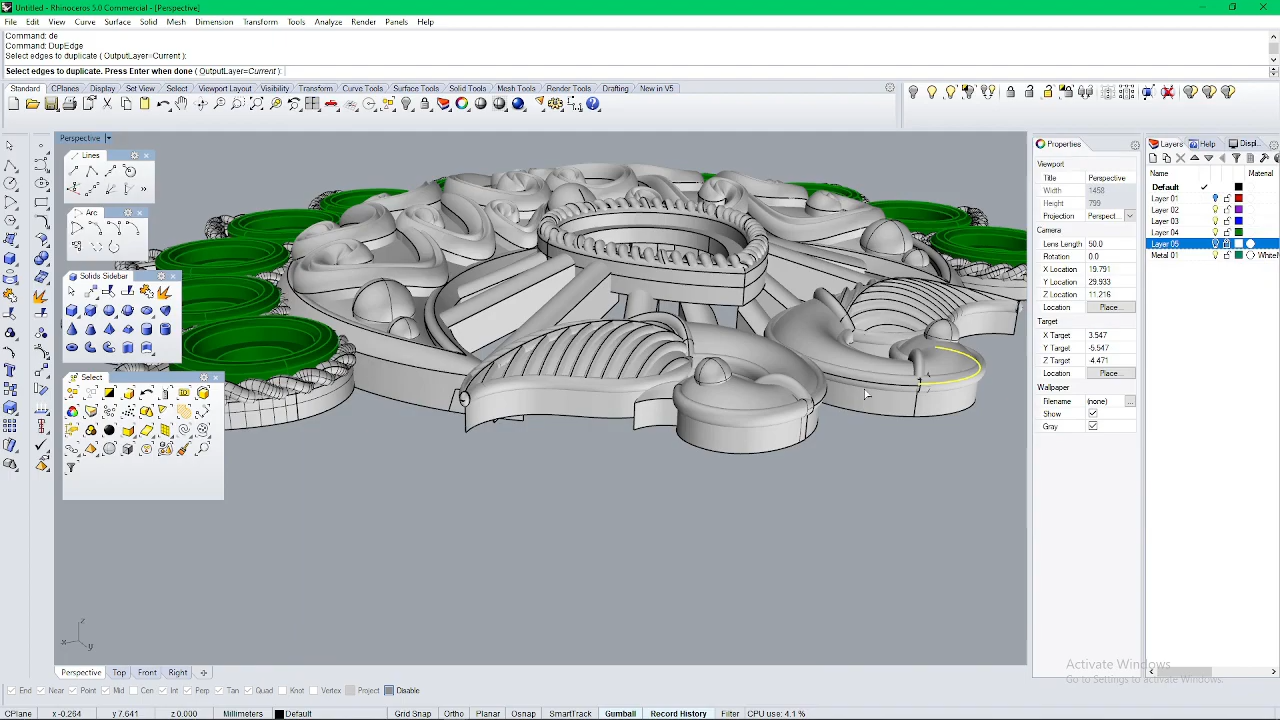 Untitled - Rhinoceros 5.0 Commercial - [Perspective]
File Edit View Curve Surface Solid Mesh Dimension Transform Tools Analyze Render Panels Help
Command: de
Command: DupEdge
Select edges to duplicate ( OutputLayer=Current ):
Select edges to duplicate. Press Enter when done ( OutputLayer=Current ):
Standard CPlanes Display Set View Select Viewport Layout Visibility Transform Curve Tools Surface Tools Solid Tools Mesh Tools Render Tools Drafting New in V5
Perspective
Lines
Arc
Solids Sidebar
Select
Properties
Viewport
Title Perspective
Width 1458
Height 799
Projection Perspect...
Camera
Lens Length 50.0
Rotation 0.0
X Location 19.791
Y Location 29.933
Z Location 11.216
Location Place...
Target
X Target 3.547
Y Target -5.547
Z Target -4.471
Location Place...
Wallpaper
Filename (none)
Show
Gray
Layers Help Displ...
Name Material
Default
Layer 01
Layer 02
Layer 03
Layer 04
Layer 05
Metal 01 White
z
x
y
Perspective Top Front Right
End Near Point Mid Cen Int Perp Tan Quad Knot Vertex Project Disable
CPlane x -0.264 y 7.641 z 0.000 Millimeters Default Grid Snap Ortho Planar Osnap SmartTrack Gumball Record History Filter CPU use: 4.1 %
Activate Windows
Go to Settings to activate Windows.